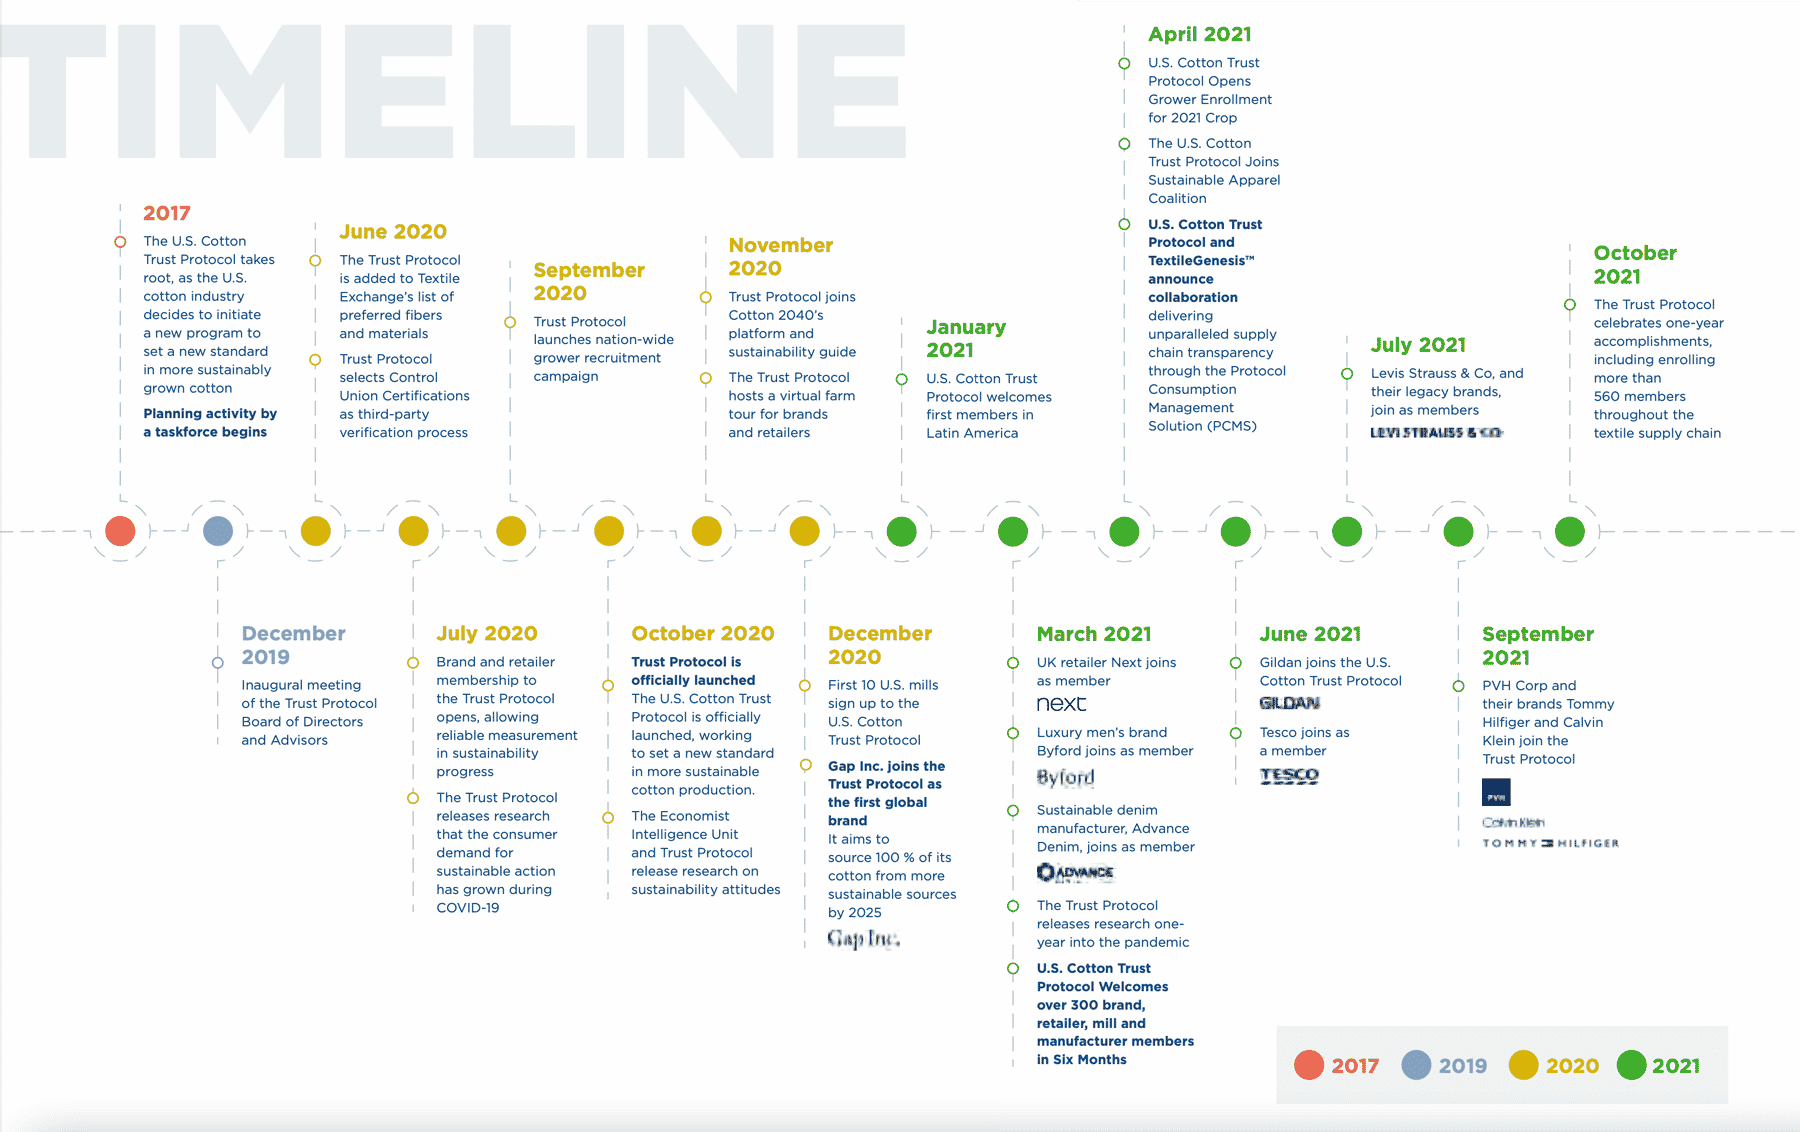 TIMELINE
2017
The U.S. Cotton
Trust Protocol takes
root, as the U.S.
cotton industry
decides to initiate
a new program to
set a new standard
in more sustainably
grown cotton
Planning activity by
a taskforce begins
December
2019
Inaugural meeting
of the Trust Protocol
Board of Directors
and Advisors
June 2020
The Trust Protocol
is added to Textile
Exchange's list of
preferred fibers
and materials
Trust Protocol
selects Control
Union Certifications
as third-party
verification process
July 2020
Brand and retailer
membership to
the Trust Protocol
opens, allowing
reliable measurement
in sustainability
progress
The Trust Protocol
releases research
that the consumer
demand for
sustainable action
has grown during
COVID-19
September
2020
Trust Protocol
launches nation-wide
grower recruitment
campaign
October 2020
Trust Protocol is
officially launched
The U.S. Cotton Trust
Protocol is officially
launched, working
to set a new standard
in more sustainable
cotton production.
The Economist
Intelligence Unit
and Trust Protocol
release research on
sustainability attitudes
November
2020
Trust Protocol joins
Cotton 2040's
platform and
sustainability guide
The Trust Protocol
hosts a virtual farm
tour for brands
and retailers
December
2020
First 10 U.S. mills
sign up to the
U.S. Cotton
Trust Protocol
Gap Inc. joins the
Trust Protocol as
the first global
brand
It aims to
source 100 % of its
cotton from more
sustainable sources
by 2025
Gap Inc.
January
2021
U.S. Cotton Trust
Protocol welcomes
first members in
Latin America
March 2021
UK retailer Next joins
as member
next
Luxury men's brand
Byford joins as member
Byford
Sustainable denim
manufacturer, Advance
Denim, joins as member
ADVANCE
The Trust Protocol
releases research one-
year into the pandemic
U.S. Cotton Trust
Protocol Welcomes
over 300 brand,
retailer, mill and
manufacturer members
in Six Months
April 2021
U.S. Cotton Trust
Protocol Opens
Grower Enrollment
for 2021 Crop
The U.S. Cotton
Trust Protocol Joins
Sustainable Apparel
Coalition
U.S. Cotton Trust
Protocol and
TextileGenesis™
announce
collaboration
delivering
unparalleled supply
chain transparency
through the Protocol
Consumption
Management
Solution (PCMS)
June 2021
Gildan joins the U.S.
Cotton Trust Protocol
GILDAN
Tesco joins as
a member
TESCO
July 2021
Levis Strauss & Co, and
their legacy brands,
join as members
LEVI STRAUSS & CO
September
2021
PVH Corp and
their brands Tommy
Hilfiger and Calvin
Klein join the
Trust Protocol
PVH
Calvin Klein
TOMMY HILFIGER
October
2021
The Trust Protocol
celebrates one-year
accomplishments,
including enrolling
more than
560 members
throughout the
textile supply chain
2017
2019
2020
2021